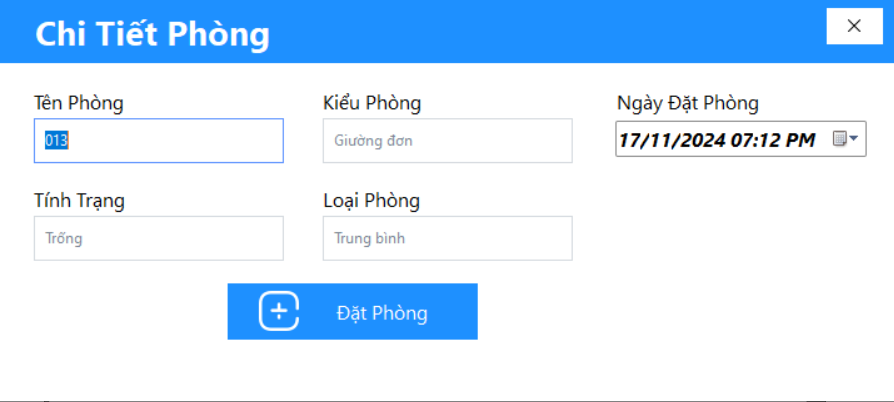 Chi Tiết Phòng
Tên Phòng
Kiểu Phòng
Ngày Đặt Phòng
013
Giường đơn
17/11/2024 07:12 PM
Tính Trạng
Loại Phòng
Trống
Trung bình
Đặt Phòng